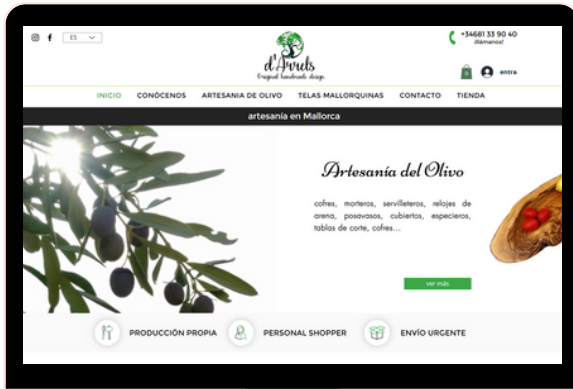 ES
d'Arrels
Original handmade design
+34681 33 90 40
¡llámanos!
0
entra
INICIO CONÓCENOS ARTESANIA DE OLIVO TELAS MALLORQUINAS CONTACTO TIENDA
artesanía en Mallorca
Artesanía del Olivo
cofres, morteros, servilleteros, relojes de
arena, posavasos, cubiertos, especieros,
tablas de corte, cofres...
ver más
PRODUCCIÓN PROPIA PERSONAL SHOPPER ENVÍO URGENTE